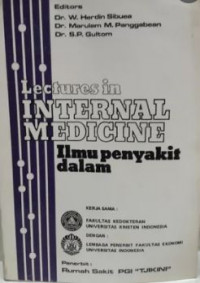 Editors
Dr. W. Herdin Sibuea
Dr. Marulam M. Panggabean
Dr. S.P. Gultom
Lectures in
INTERNAL
MEDICINE
Ilmu penyakit
dalam
KERJA SAMA :
FAKULTAS KEDOKTERAN
UNIVERSITAS KRISTEN INDONESIA
DENGAN :
LEMBAGA PENERBIT FAKULTAS EKONOMI
UNIVERSITAS INDONESIA
Penerbit :
Rumah Sakit PGI "TJIKINI"